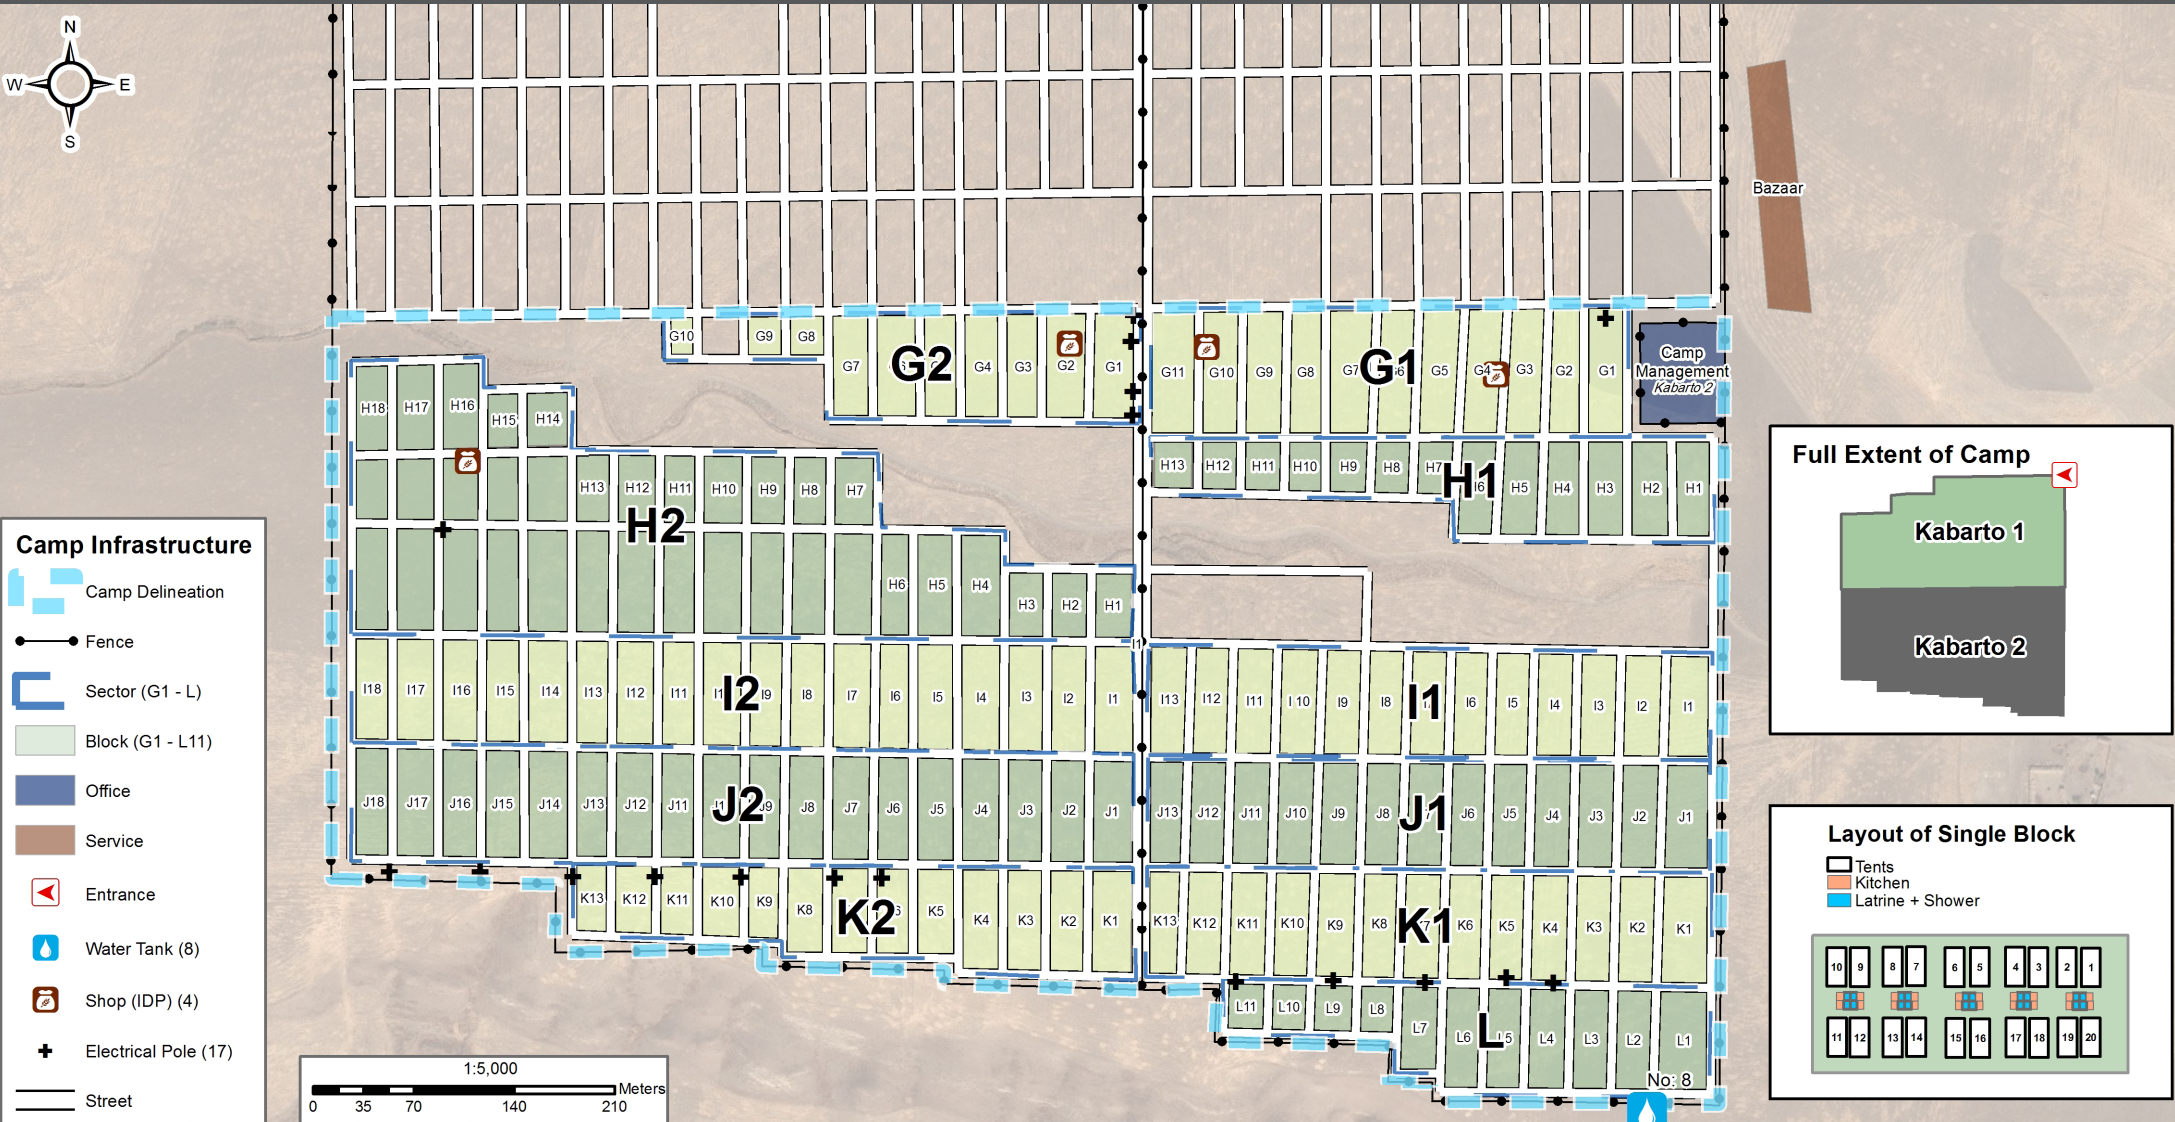 N
W E
S
Bazaar
G10
G9
G8
G7
G2
G4
G3
G2
G1
G11
G10
G9
G8
G7
G1
G5
G4
G3
G2
G1
Camp
Management
Kabarto 2
H18
H17
H16
H15
H14
H13
H12
H11
H10
H9
H8
H7
H2
H6
H5
H4
H3
H2
H1
H13
H12
H11
H10
H9
H8
H7
H1
H5
H4
H3
H2
H1
I1
I18
I17
I16
I15
I14
I13
I12
I11
I2
I9
I8
I7
I6
I5
I4
I3
I2
I1
I13
I12
I11
I 10
I9
I8
I1
I6
I5
I4
I3
I2
I1
J18
J17
J16
J15
J14
J13
J12
J11
J2
J9
J8
J7
J6
J5
J4
J3
J2
J1
J13
J12
J11
J10
J9
J8
J1
J6
J5
J4
J3
J2
J1
K13
K12
K11
K10
K9
K8
K2
K5
K4
K3
K2
K1
K13
K12
K11
K10
K9
K8
K1
K6
K5
K4
K3
K2
K1
L11
L10
L9
L8
L7
L6
L
L5
L4
L3
L2
L1
No: 8
Camp Infrastructure
Camp Delineation
Fence
Sector (G1 - L)
Block (G1 - L11)
Office
Service
Entrance
Water Tank (8)
Shop (IDP) (4)
Electrical Pole (17)
Street
1:5,000
Meters
0 35 70 140 210
Full Extent of Camp
Kabarto 1
Kabarto 2
Layout of Single Block
Tents
Kitchen
Latrine + Shower
10 9 8 7 6 5 4 3 2 1
11 12 13 14 15 16 17 18 19 20